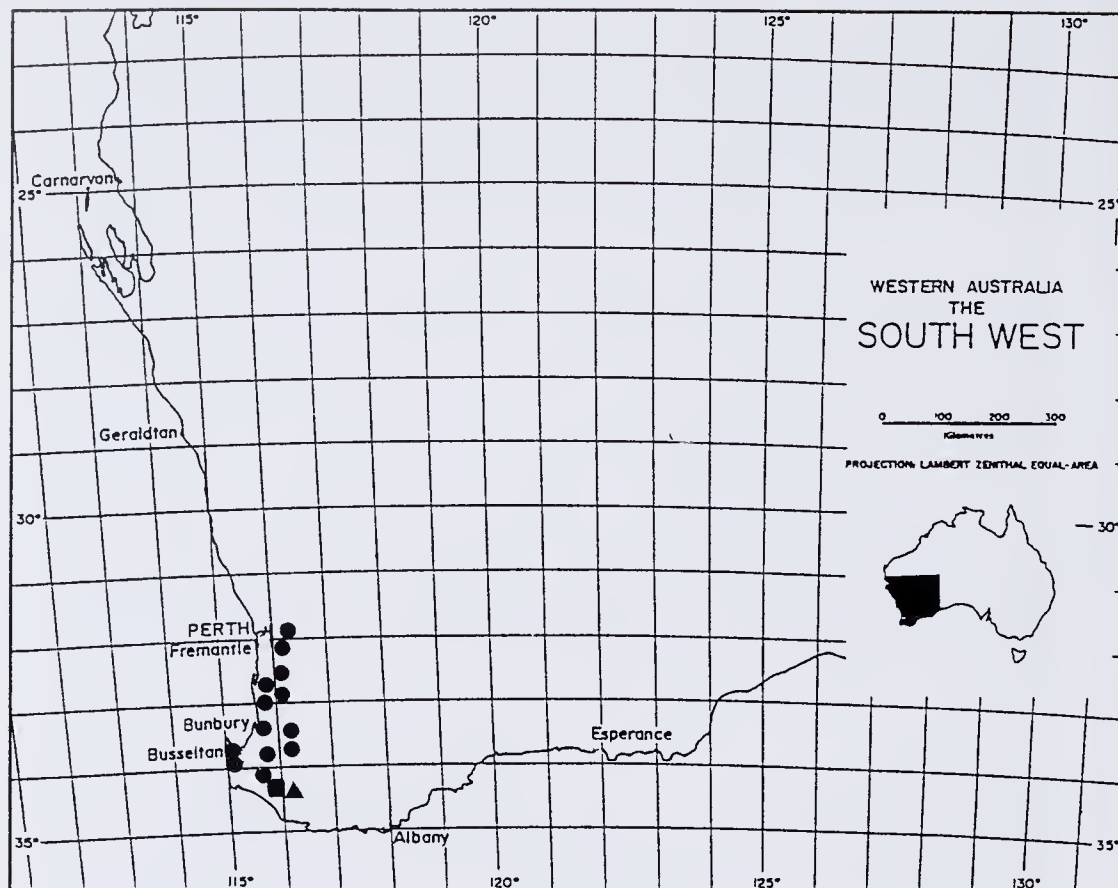 115° 120° 125° 130°
Carnarvon
25° 25°
WESTERN AUSTRALIA
THE
SOUTH WEST
0 100 200 300
Kilometres
Geraldtan
PROJECTION: LAMBERT ZENITHAL EQUAL-AREA
30° 30°
PERTH
Fremantle
Bunbury
Esperance
Busseltan
35° Albany 35°
115° 120° 125° 130°